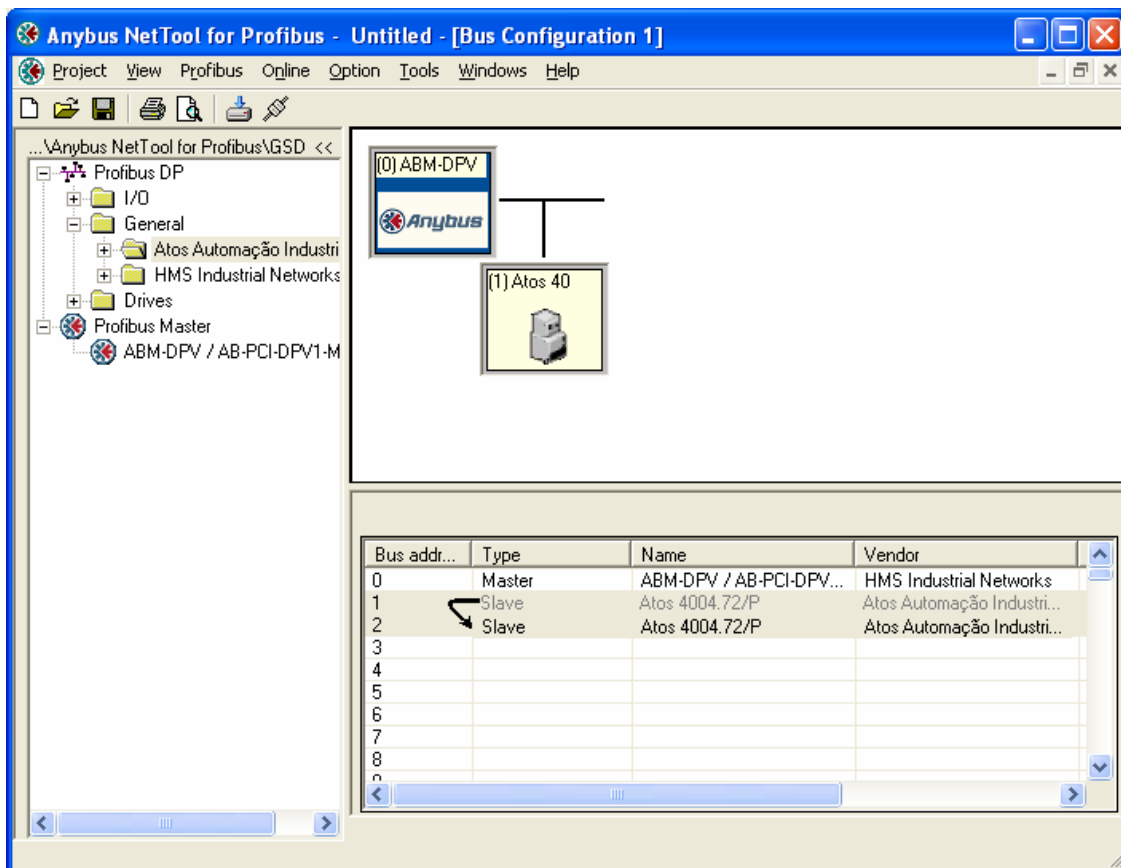 Anybus NetTool for Profibus - Untitled - [Bus Configuration 1]
Project View Profibus Online Option Tools Windows Help
...\Anybus NetTool for Profibus\GSD <<
Profibus DP
I/O
General
Atos Automação Industri
HMS Industrial Networks
Drives
Profibus Master
ABM-DPV / AB-PCI-DPV1-M
(0) ABM-DPV
Anybus
(1) Atos 40
Bus addr... Type Name Vendor
0 Master ABM-DPV / AB-PCI-DPV... HMS Industrial Networks
1 Slave Atos 4004.72/P Atos Automação Industri...
2 Slave Atos 4004.72/P Atos Automação Industri...
3
4
5
6
7
8